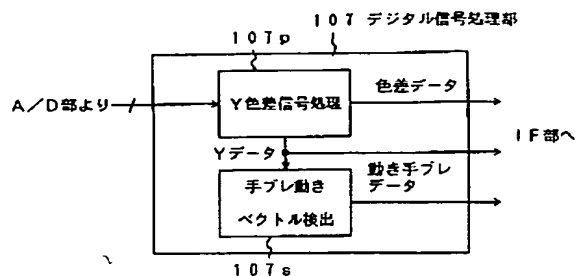 107 デジタル信号処理部
107p
A/D部より
Y色差信号処理
色差データ
IF部へ
Yデータ
動き手ブレ
データ
手ブレ動き
ベクトル検出
107s